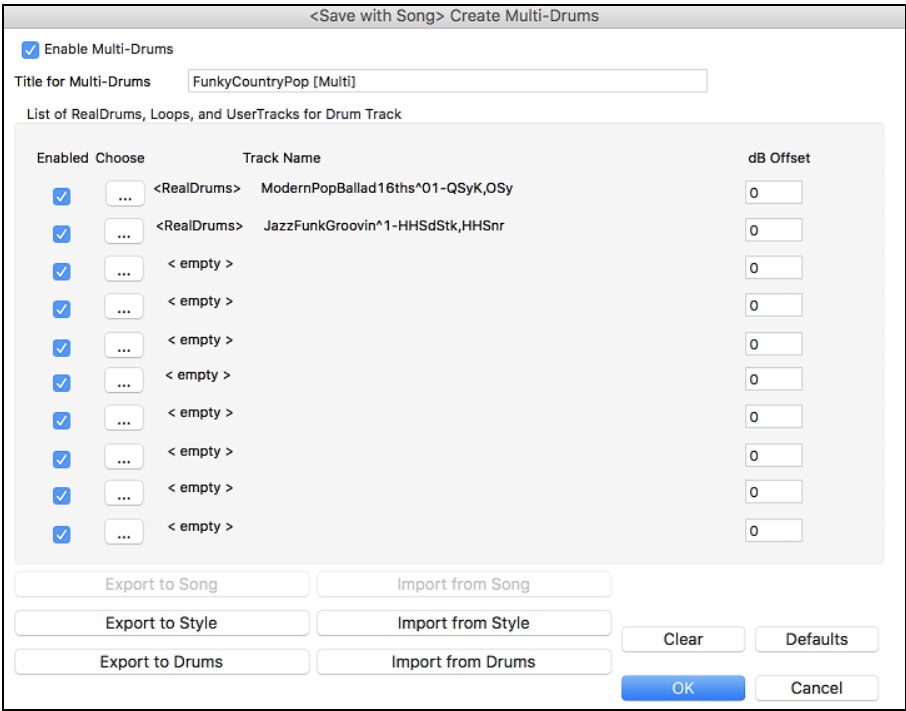 <Save with Song> Create Multi-Drums
Enable Multi-Drums
Title for Multi-Drums FunkyCountryPop [Multi]
List of RealDrums, Loops, and UserTracks for Drum Track
Enabled Choose Track Name dB Offset
... <RealDrums> ModernPopBallad16ths^01-QSyK,OSy 0
... <RealDrums> JazzFunkGroovin^1-HHSdStk,HHSnr 0
... < empty > 0
... < empty > 0
... < empty > 0
... < empty > 0
... < empty > 0
... < empty > 0
... < empty > 0
... < empty > 0
Export to Song Import from Song
Export to Style Import from Style
Clear Defaults
Export to Drums Import from Drums
OK Cancel